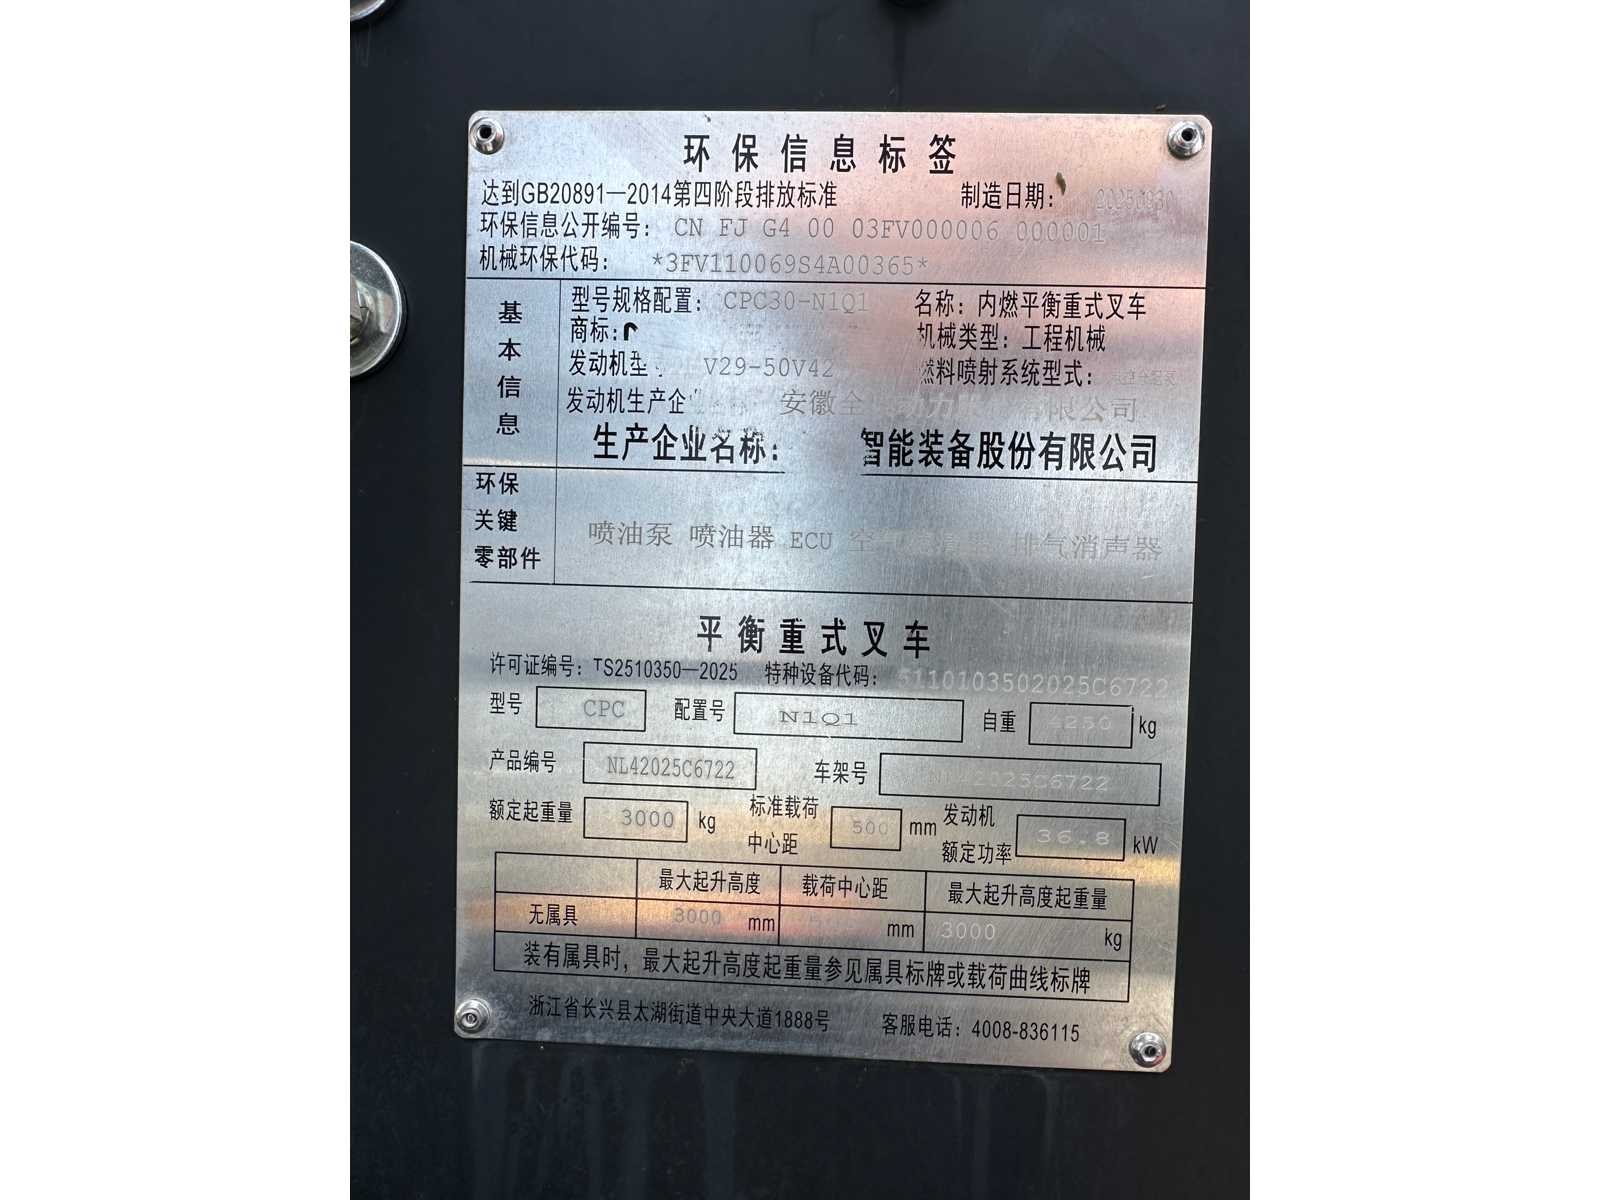 环保信息标签
达到GB20891—2014第四阶段排放标准 制造日期: 20250930
环保信息公开编号: CN FJ G4 00 03FV000006 000001
机械环保代码: *3FV110069S4A00365*
基本信息
型号规格配置: CPC30-N1Q1 名称: 内燃平衡重式叉车
商标: 机械类型: 工程机械
发动机型 V29-50V42 燃料喷射系统型式:
发动机生产企 安徽全 动力 有限公司
生产企业名称: 智能装备股份有限公司
环保关键零部件
喷油泵 喷油器 ECU 空气 清器 排气消声器
平衡重式叉车
许可证编号: TS2510350—2025 特种设备代码: 5110103502025C6722
型号 CPC 配置号 N1Q1 自重 4250 kg
产品编号 NL42025C6722 车架号 2025C6722
额定起重量 3000 kg 标准载荷中心距 500 mm 发动机额定功率 36.8 kW
最大起升高度 载荷中心距 最大起升高度起重量
无属具 3000 mm mm 3000 kg
装有属具时，最大起升高度起重量参见属具标牌或载荷曲线标牌
浙江省长兴县太湖街道中央大道1888号 客服电话: 4008-836115